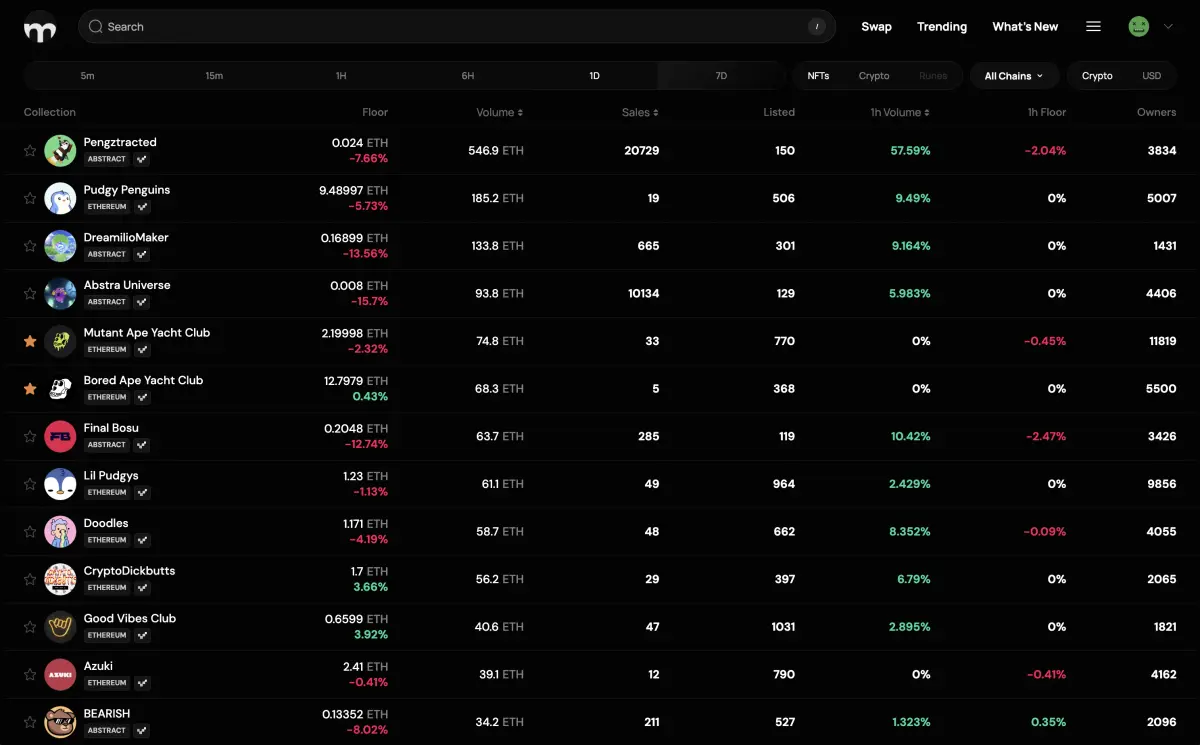 m Search / Swap Trending What's New
5m 15m 1H 6H 1D 7D NFTs Crypto Runes All Chains Crypto USD
Collection Floor Volume Sales Listed 1h Volume 1h Floor Owners
Pengztracted 0.024 ETH
ABSTRACT -7.66% 546.9 ETH 20729 150 57.59% -2.04% 3834
Pudgy Penguins 9.48997 ETH
ETHEREUM -5.73% 185.2 ETH 19 506 9.49% 0% 5007
DreamilioMaker 0.16899 ETH
ABSTRACT -13.56% 133.8 ETH 665 301 9.164% 0% 1431
Abstra Universe 0.008 ETH
ABSTRACT -15.7% 93.8 ETH 10134 129 5.983% 0% 4406
Mutant Ape Yacht Club 2.19998 ETH
ETHEREUM -2.32% 74.8 ETH 33 770 0% -0.45% 11819
Bored Ape Yacht Club 12.7979 ETH
ETHEREUM 0.43% 68.3 ETH 5 368 0% 0% 5500
FB Final Bosu 0.2048 ETH
ABSTRACT -12.74% 63.7 ETH 285 119 10.42% -2.47% 3426
Lil Pudgys 1.23 ETH
ETHEREUM -1.13% 61.1 ETH 49 964 2.429% 0% 9856
Doodles 1.171 ETH
ETHEREUM -4.19% 58.7 ETH 48 662 8.352% -0.09% 4055
CryptoDickbutts 1.7 ETH
ETHEREUM 3.66% 56.2 ETH 29 397 6.79% 0% 2065
Good Vibes Club 0.6599 ETH
ETHEREUM 3.92% 40.6 ETH 47 1031 2.895% 0% 1821
AZUKI Azuki 2.41 ETH
ETHEREUM -0.41% 39.1 ETH 12 790 0% -0.41% 4162
BEARISH 0.13352 ETH
ABSTRACT -8.02% 34.2 ETH 211 527 1.323% 0.35% 2096